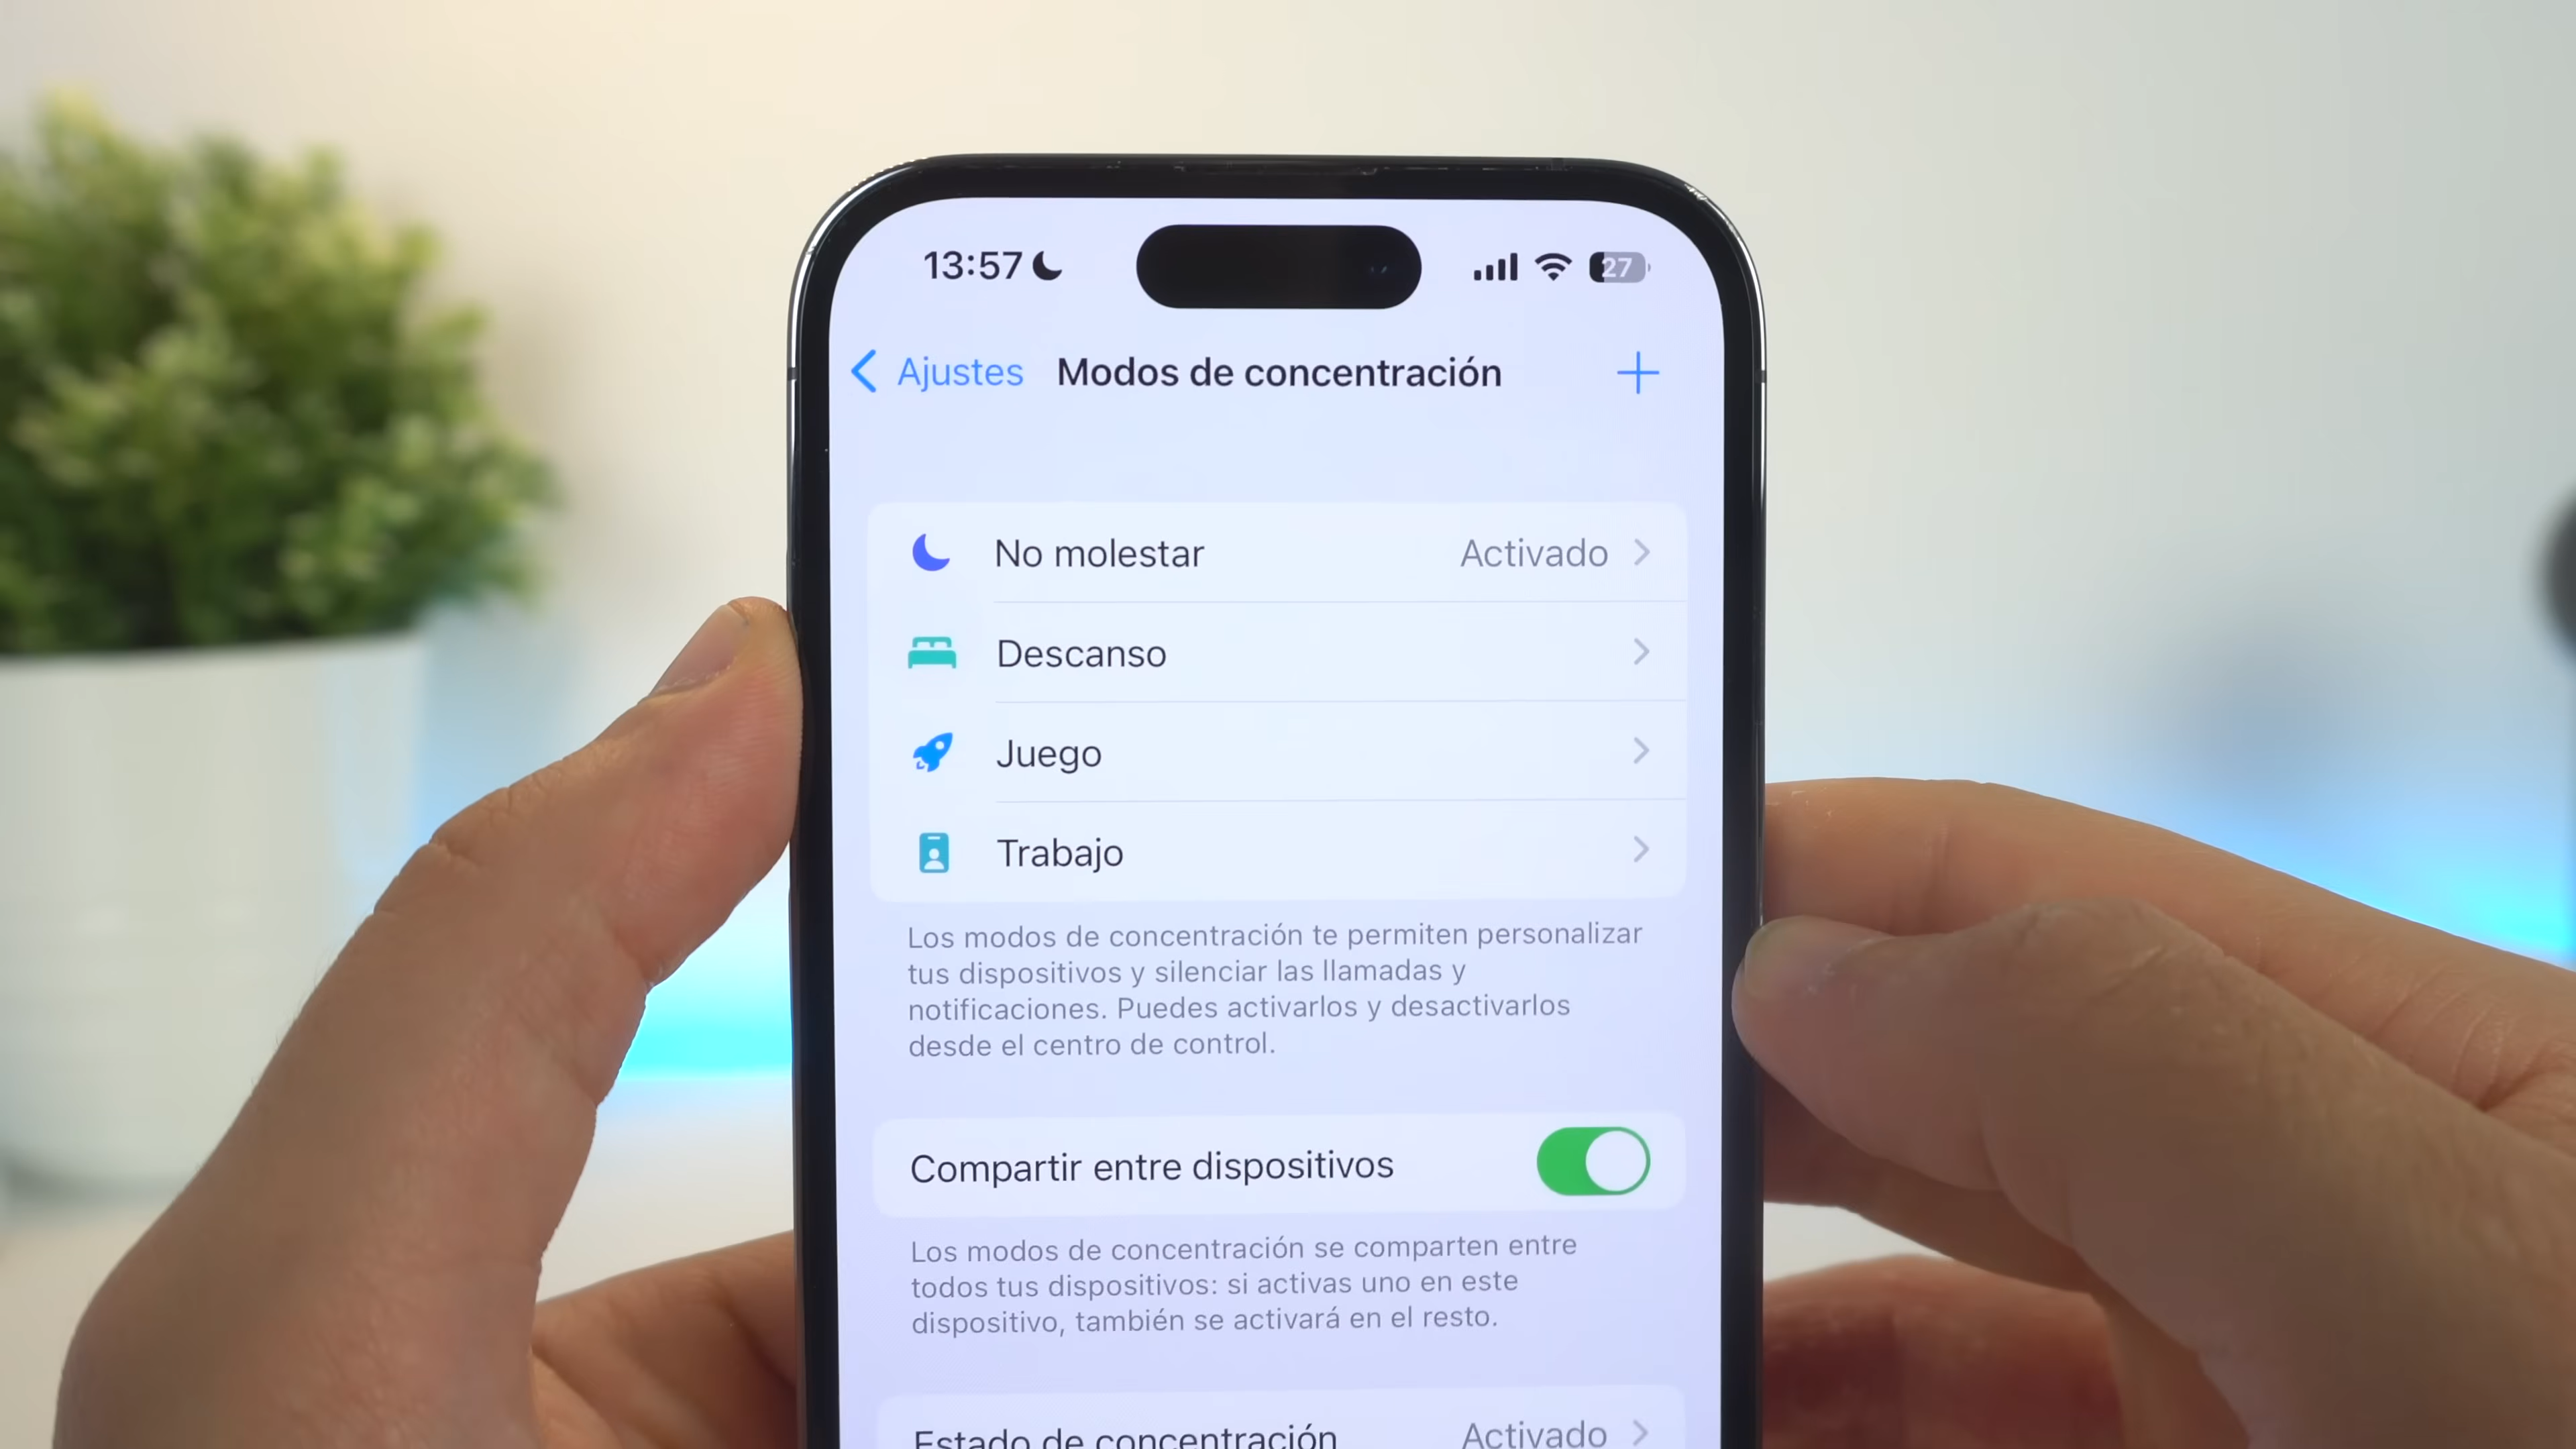 13:57
27
Ajustes
Modos de concentración
No molestar
Activado
Descanso
Juego
Trabajo
Los modos de concentración te permiten personalizar
tus dispositivos y silenciar las llamadas y
notificaciones. Puedes activarlos y desactivarlos
desde el centro de control.
Compartir entre dispositivos
Los modos de concentración se comparten entre
todos tus dispositivos: si activas uno en este
dispositivo, también se activará en el resto.
Estado de concentración
Activado